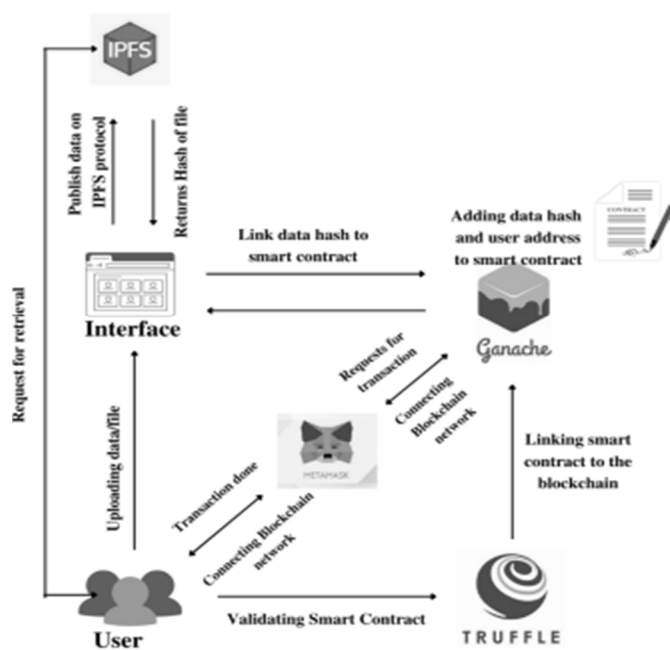 IPFS
Publish data on
IPFS protocol
Returns Hash of file
Request for retrieval
Link data hash to
smart contract
Adding data hash
and user address
to smart contract
CONTRACT
Interface
Ganache
Requests for
transaction
Connecting
Blockchain
network
METAMASK
Uploading data/file
Transaction done
Connecting Blockchain
network
Linking smart
contract to the
blockchain
Validating Smart Contract
User
TRUFFLE